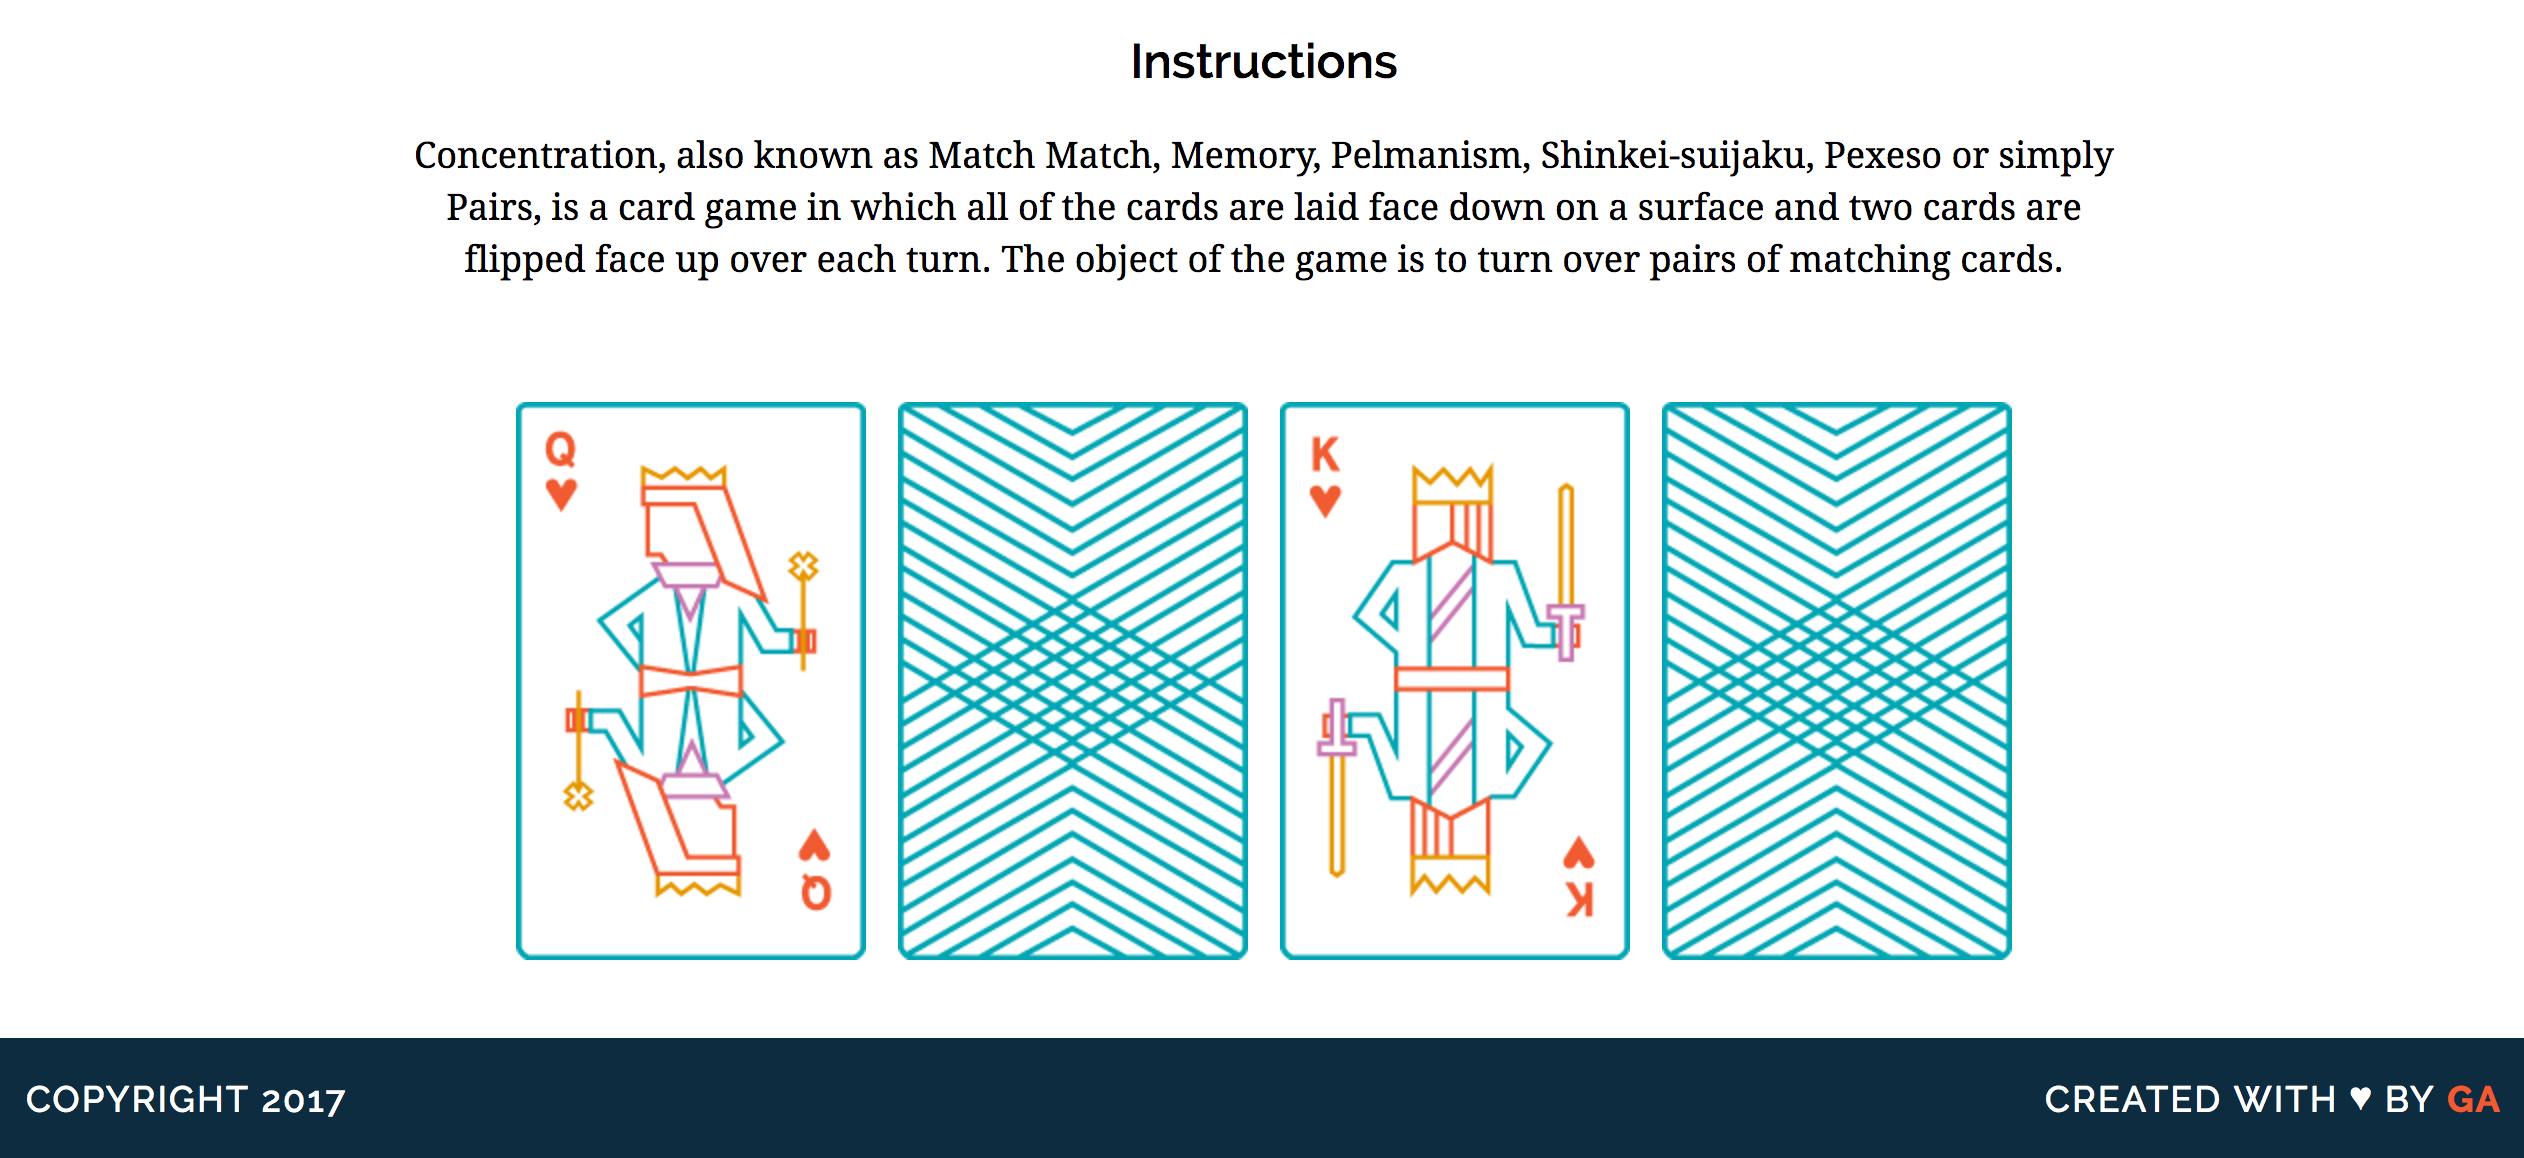 Instructions
Concentration, also known as Match Match, Memory, Pelmanism, Shinkei-suijaku, Pexeso or simply
Pairs, is a card game in which all of the cards are laid face down on a surface and two cards are
flipped face up over each turn. The object of the game is to turn over pairs of matching cards.
Q
K
Q
K
COPYRIGHT 2017
CREATED WITH ♥ BY GA